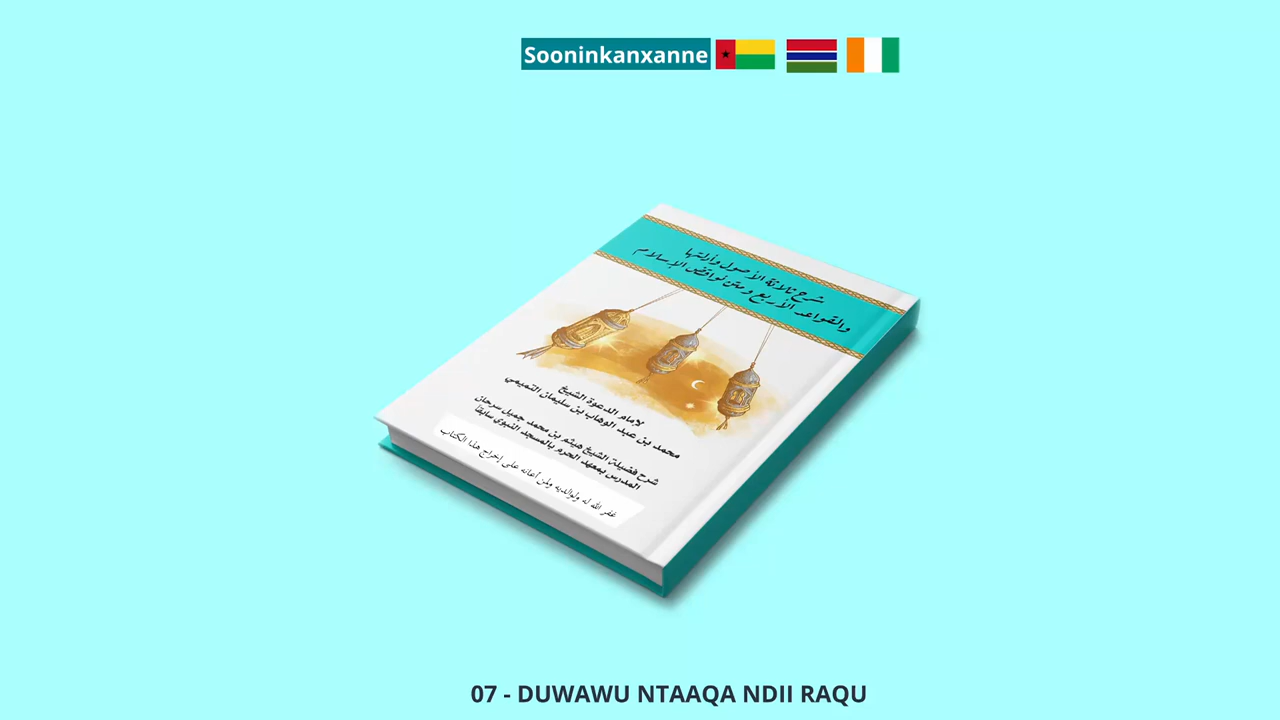 Sooninkanxanne
شرح ثلاثة الأصول وأدلتها
والقواعد الأربع و متن نواقض الإسلام
لإمام الدعوة الشيخ
محمد بن عبد الوهاب بن سليمان التميمي
شرح فضيلة الشيخ هيثم بن محمد جميل سرحان
المدرس بمعهد الحرم بالمسجد النبوي سابقا
غفر الله له ولوالديه ولمن أعانه على إخراج هذا الكتاب
07 - DUWAWU NTAAQA NDII RAQU